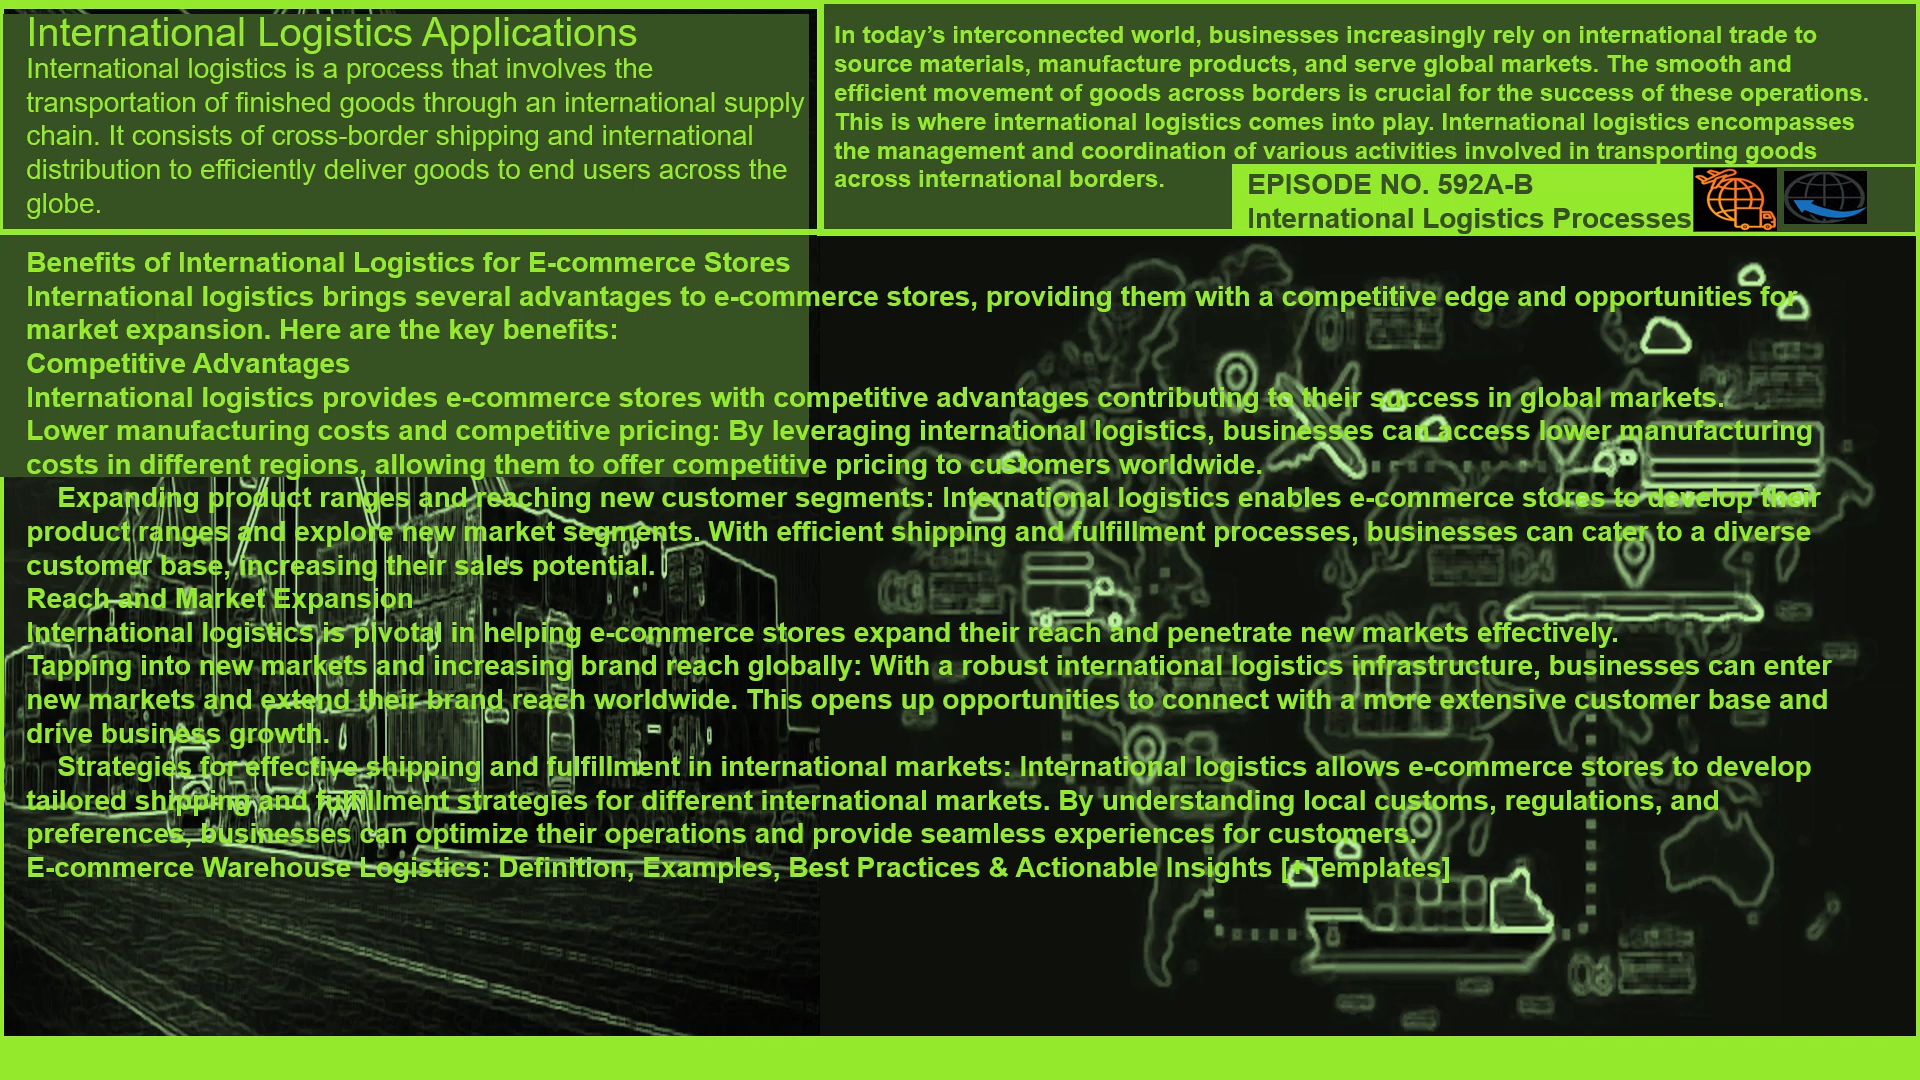 International Logistics Applications
International logistics is a process that involves the
transportation of finished goods through an international supply
chain. It consists of cross-border shipping and international
distribution to efficiently deliver goods to end users across the
globe.
In today’s interconnected world, businesses increasingly rely on international trade to
source materials, manufacture products, and serve global markets. The smooth and
efficient movement of goods across borders is crucial for the success of these operations.
This is where international logistics comes into play. International logistics encompasses
the management and coordination of various activities involved in transporting goods
across international borders.
EPISODE NO. 592A-B
International Logistics Processes
Benefits of International Logistics for E-commerce Stores
International logistics brings several advantages to e-commerce stores, providing them with a competitive edge and opportunities for
market expansion. Here are the key benefits:
Competitive Advantages
International logistics provides e-commerce stores with competitive advantages contributing to their success in global markets.
Lower manufacturing costs and competitive pricing: By leveraging international logistics, businesses can access lower manufacturing
costs in different regions, allowing them to offer competitive pricing to customers worldwide.
Expanding product ranges and reaching new customer segments: International logistics enables e-commerce stores to develop their
product ranges and explore new market segments. With efficient shipping and fulfillment processes, businesses can cater to a diverse
customer base, increasing their sales potential.
Reach and Market Expansion
International logistics is pivotal in helping e-commerce stores expand their reach and penetrate new markets effectively.
Tapping into new markets and increasing brand reach globally: With a robust international logistics infrastructure, businesses can enter
new markets and extend their brand reach worldwide. This opens up opportunities to connect with a more extensive customer base and
drive business growth.
Strategies for effective shipping and fulfillment in international markets: International logistics allows e-commerce stores to develop
tailored shipping and fulfillment strategies for different international markets. By understanding local customs, regulations, and
preferences, businesses can optimize their operations and provide seamless experiences for customers.
E-commerce Warehouse Logistics: Definition, Examples, Best Practices & Actionable Insights [+Templates]